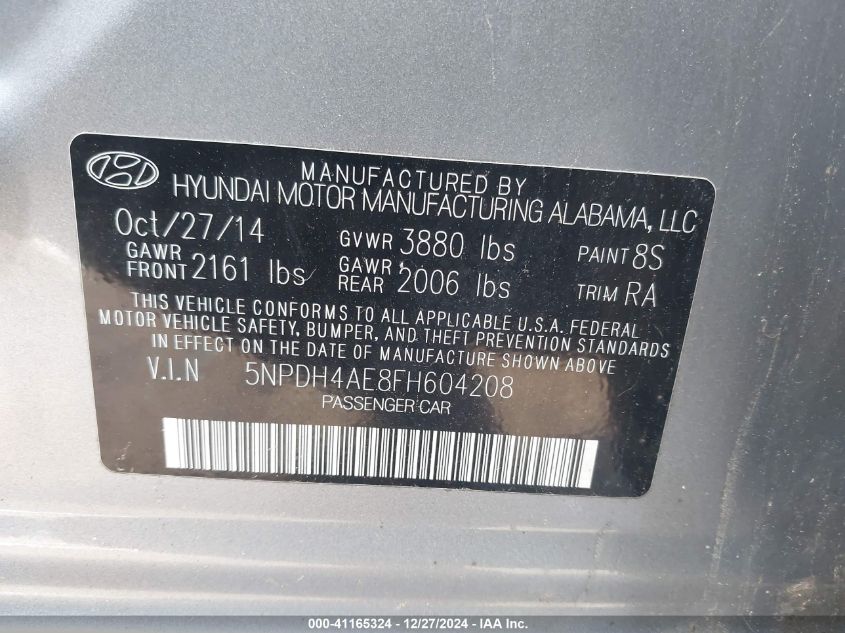 MANUFACTURED BY
HYUNDAI MOTOR MANUFACTURING ALABAMA, LLC
Oct/27/14 GVWR 3880 lbs PAINT 8S
GAWR FRONT 2161 lbs GAWR REAR 2006 lbs TRIM RA
THIS VEHICLE CONFORMS TO ALL APPLICABLE U.S.A. FEDERAL
MOTOR VEHICLE SAFETY, BUMPER, AND THEFT PREVENTION STANDARDS
IN EFFECT ON THE DATE OF MANUFACTURE SHOWN ABOVE
V.I.N 5NPDH4AE8FH604208
PASSENGER CAR
000-41165324 - 12/27/2024 - IAA Inc.